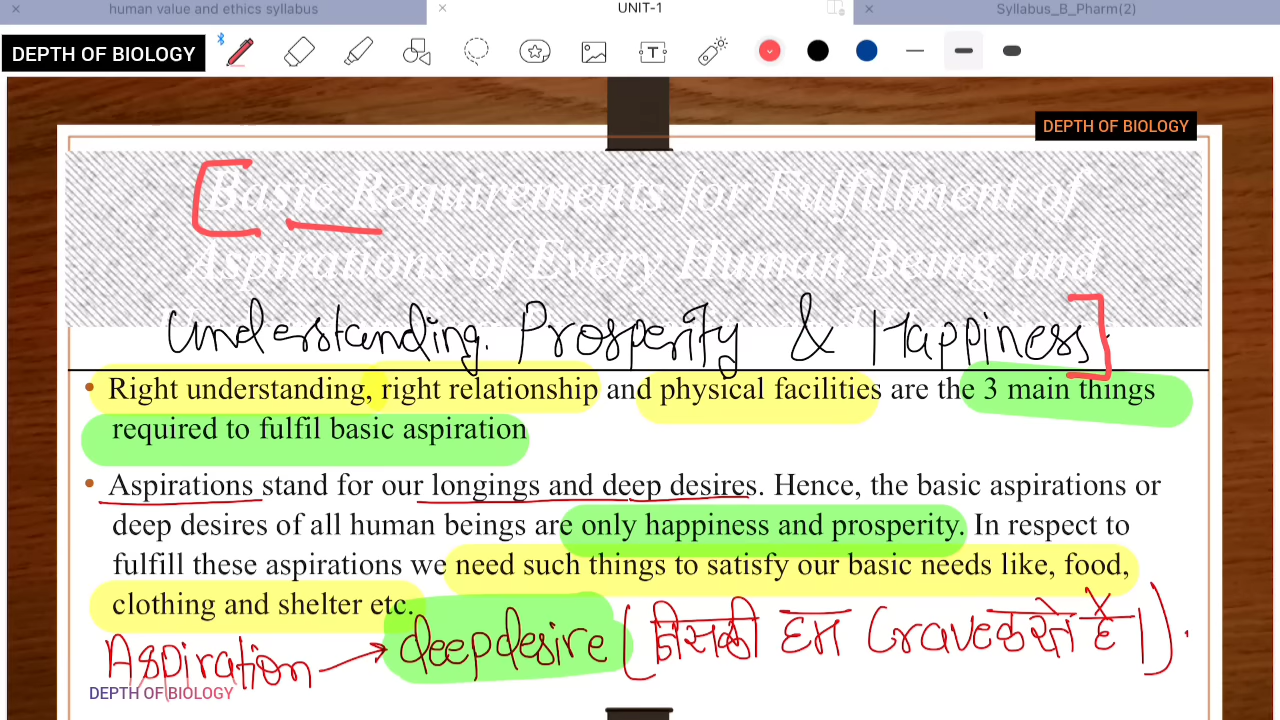 human value and ethics syllabus
UNIT-1
Syllabus_B_Pharm(2)
DEPTH OF BIOLOGY
DEPTH OF BIOLOGY
Basic Requirements for Fulfillment of
Aspirations of Every Human Being and
Understanding. Prosperity & Happiness
• Right understanding, right relationship and physical facilities are the 3 main things
required to fulfil basic aspiration
• Aspirations stand for our longings and deep desires. Hence, the basic aspirations or
deep desires of all human beings are only happiness and prosperity. In respect to
fulfill these aspirations we need such things to satisfy our basic needs like, food,
clothing and shelter etc.
Aspiration → deep desire (जिसकी हम Crave करते है।).
DEPTH OF BIOLOGY